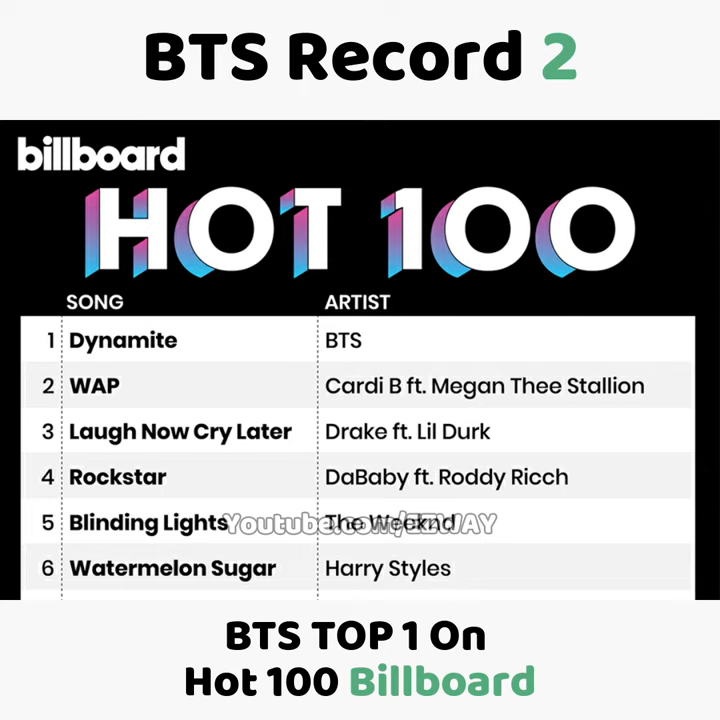 BTS Record 2
billboard
HOT 100
SONG ARTIST
1 Dynamite BTS
2 WAP Cardi B ft. Megan Thee Stallion
3 Laugh Now Cry Later Drake ft. Lil Durk
4 Rockstar DaBaby ft. Roddy Ricch
5 Blinding Lights The Weeknd
Youtube.com/EZWAY
6 Watermelon Sugar Harry Styles
BTS TOP 1 On
Hot 100 Billboard